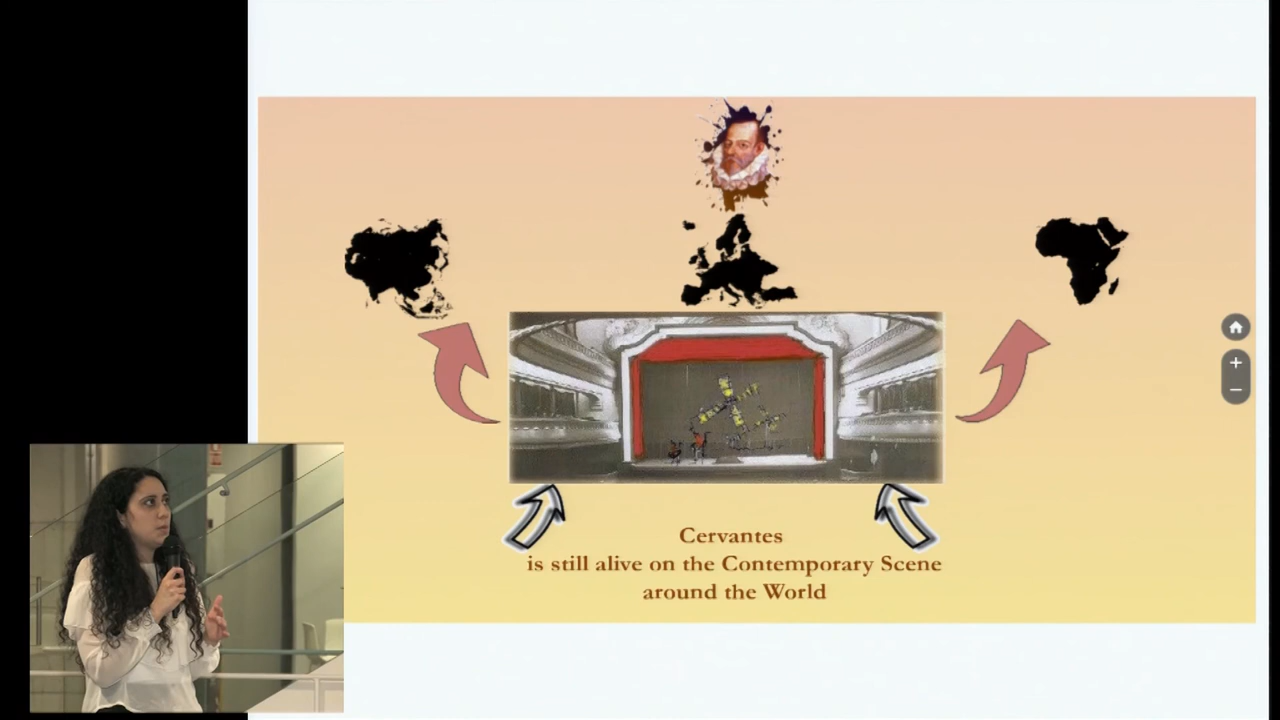 Cervantes
is still alive on the Contemporary Scene
around the World